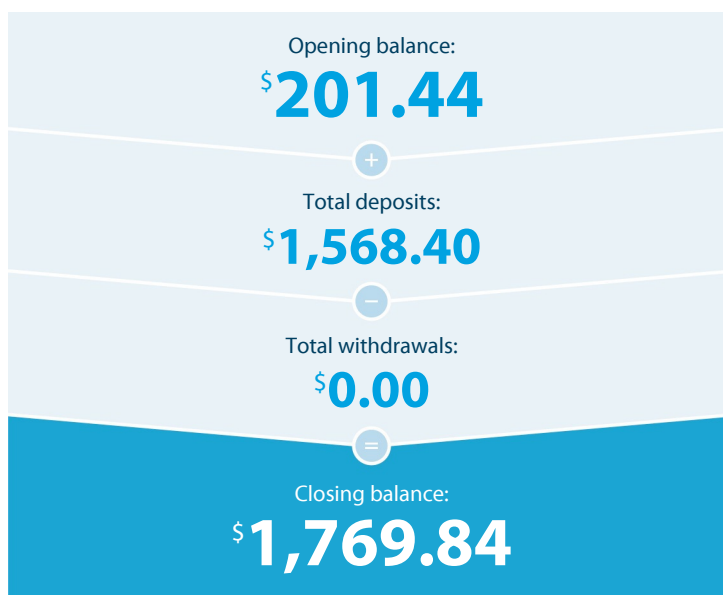 Opening balance:
$201.44
+
Total deposits:
$1,568.40
−
Total withdrawals:
$0.00
=
Closing balance:
$1,769.84